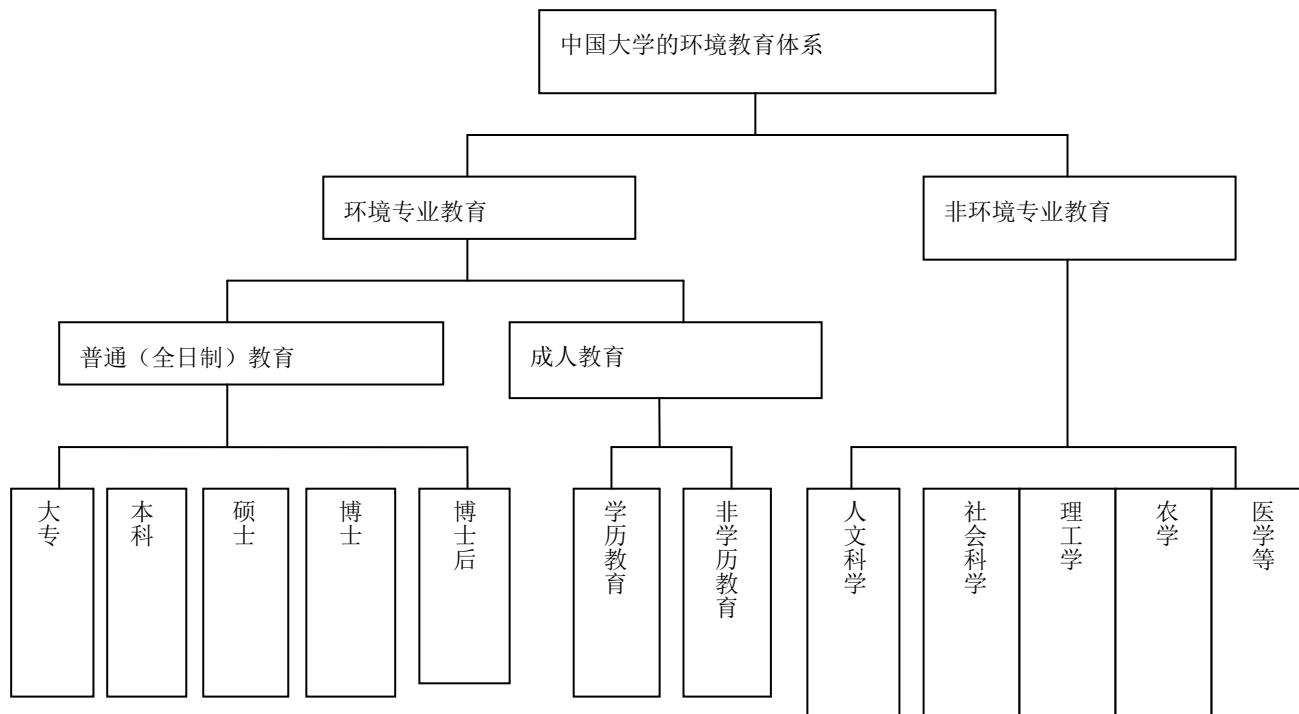 中国大学的环境教育体系
环境专业教育
非环境专业教育
普通（全日制）教育
成人教育
大专
本科
硕士
博士
博士后
学历教育
非学历教育
人文科学
社会科学
理工学
农学
医学等